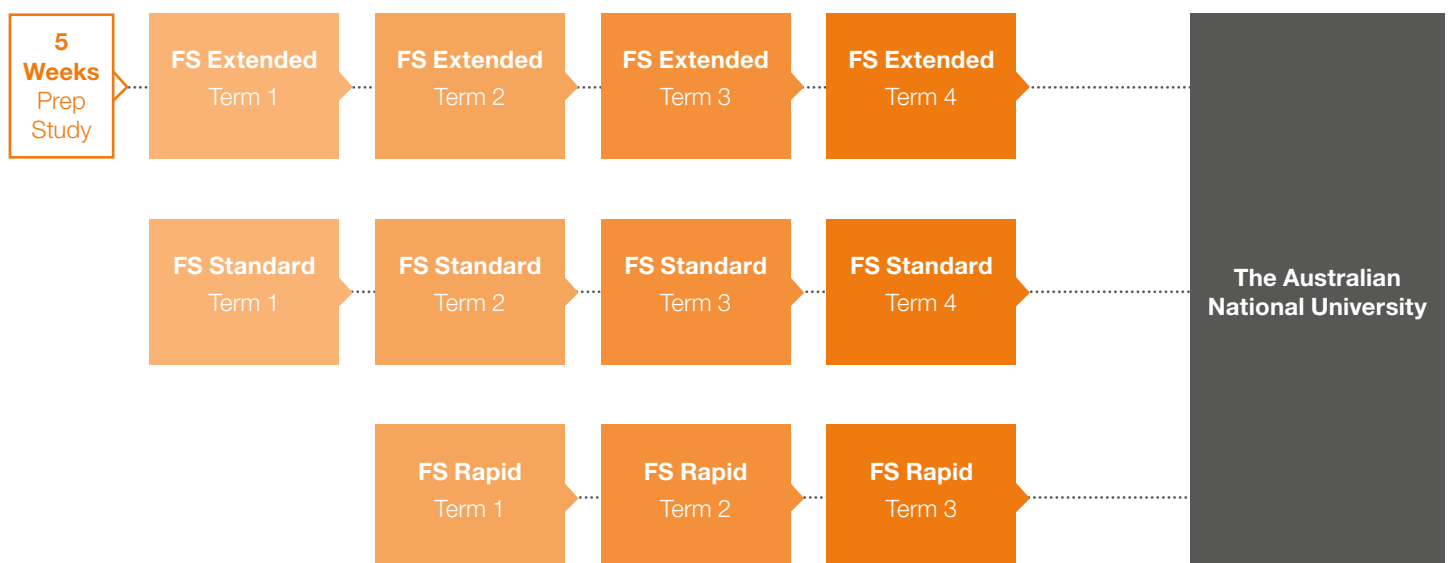 5
Weeks
Prep
Study
FS Extended
Term 1
FS Extended
Term 2
FS Extended
Term 3
FS Extended
Term 4
FS Standard
Term 1
FS Standard
Term 2
FS Standard
Term 3
FS Standard
Term 4
The Australian
National University
FS Rapid
Term 1
FS Rapid
Term 2
FS Rapid
Term 3